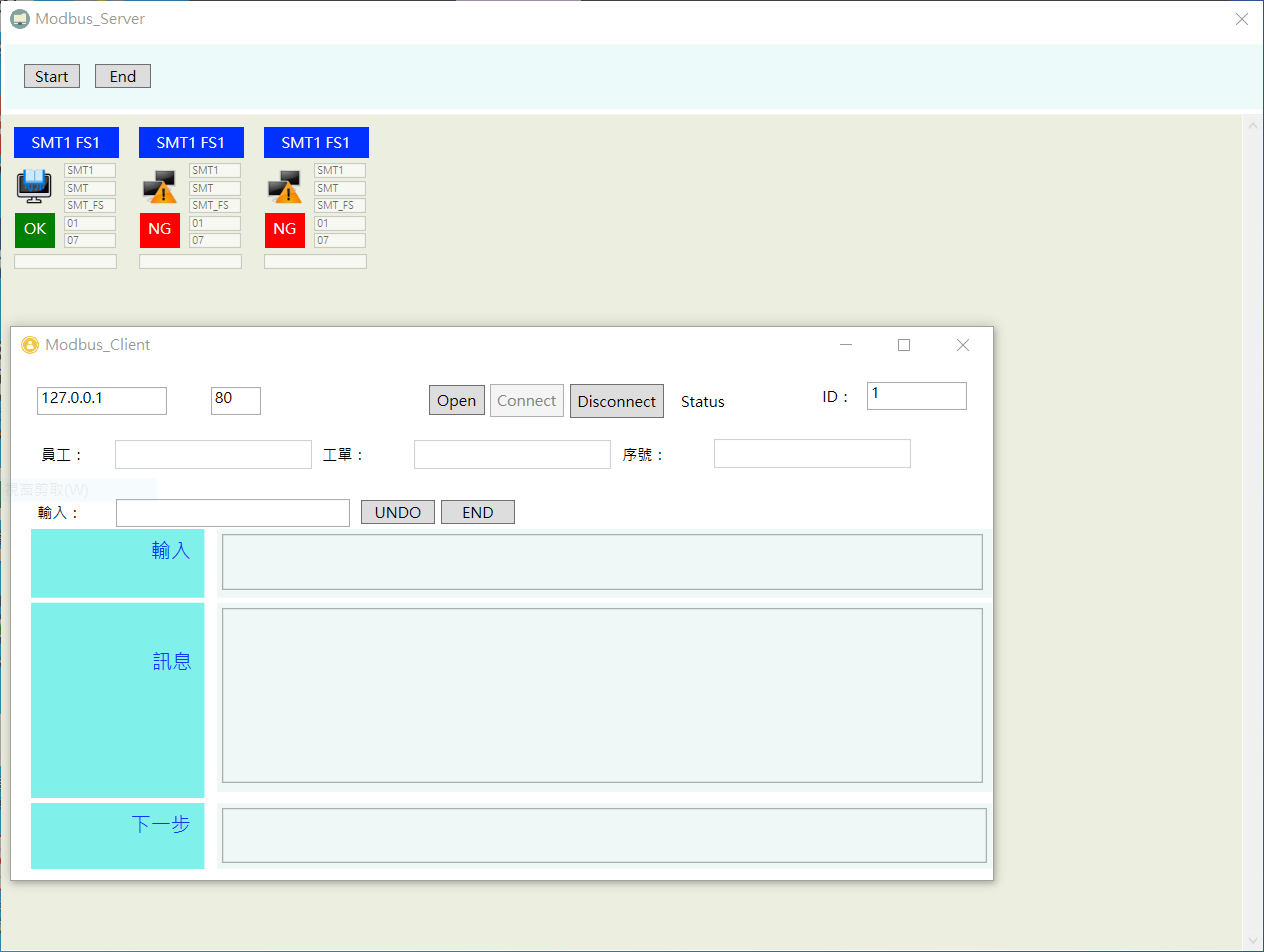 Modbus_Server
Start End
SMT1 FS1 SMT1 FS1 SMT1 FS1
SMT1 SMT1 SMT1
SMT SMT SMT
SMT_FS SMT_FS SMT_FS
OK 01 NG 01 NG 01
07 07 07
Modbus_Client
127.0.0.1 80 Open Connect Disconnect Status ID： 1
員工： 工單： 序號：
視窗剪取(W)
輸入： UNDO END
輸入
訊息
下一步